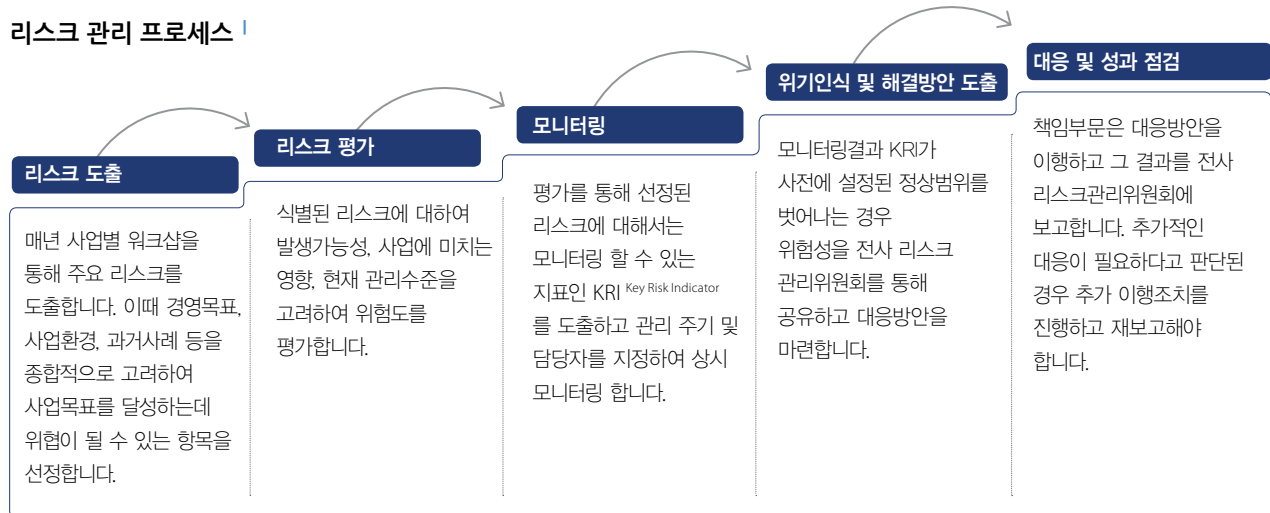 리스크 관리 프로세스
리스크 도출
매년 사업별 워크샵을
통해 주요 리스크를
도출합니다. 이때 경영목표,
사업환경, 과거사례 등을
종합적으로 고려하여
사업목표를 달성하는데
위협이 될 수 있는 항목을
선정합니다.
리스크 평가
식별된 리스크에 대하여
발생가능성, 사업에 미치는
영향, 현재 관리수준을
고려하여 위험도를
평가합니다.
모니터링
평가를 통해 선정된
리스크에 대해서는
모니터링 할 수 있는
지표인 KRI Key Risk Indicator
를 도출하고 관리 주기 및
담당자를 지정하여 상시
모니터링 합니다.
위기인식 및 해결방안 도출
모니터링결과 KRI가
사전에 설정된 정상범위를
벗어나는 경우
위험성을 전사 리스크
관리위원회를 통해
공유하고 대응방안을
마련합니다.
대응 및 성과 점검
책임부문은 대응방안을
이행하고 그 결과를 전사
리스크관리위원회에
보고합니다. 추가적인
대응이 필요하다고 판단된
경우 추가 이행조치를
진행하고 재보고해야
합니다.